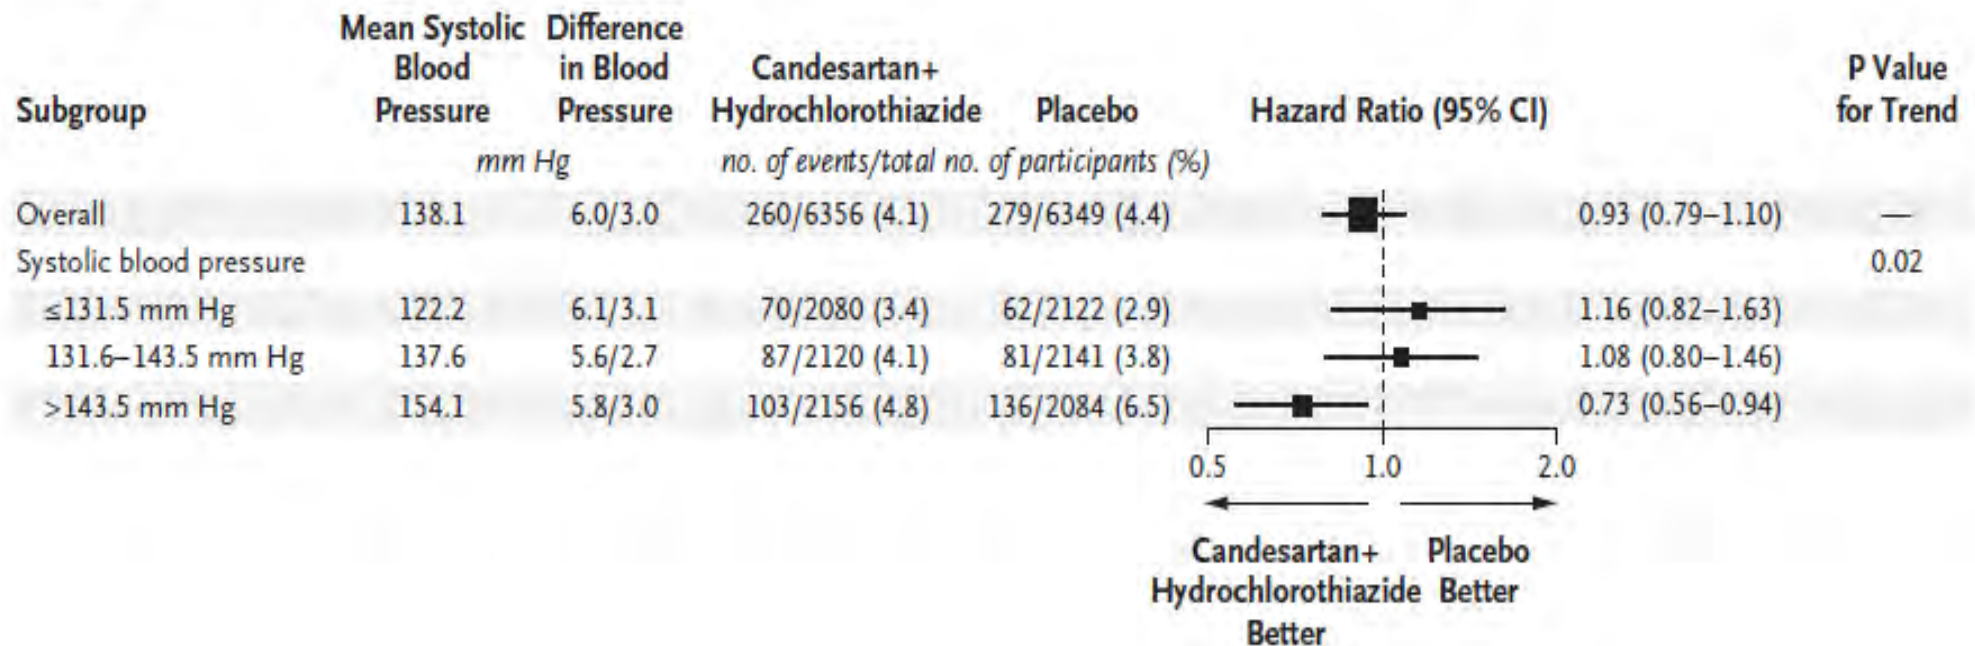 Mean Systolic Difference
Blood in Blood Candesartan+ P Value
Subgroup Pressure Pressure Hydrochlorothiazide Placebo Hazard Ratio (95% CI) for Trend
mm Hg no. of events/total no. of participants (%)
Overall 138.1 6.0/3.0 260/6356 (4.1) 279/6349 (4.4) 0.93 (0.79–1.10) —
Systolic blood pressure 0.02
≤131.5 mm Hg 122.2 6.1/3.1 70/2080 (3.4) 62/2122 (2.9) 1.16 (0.82–1.63)
131.6–143.5 mm Hg 137.6 5.6/2.7 87/2120 (4.1) 81/2141 (3.8) 1.08 (0.80–1.46)
>143.5 mm Hg 154.1 5.8/3.0 103/2156 (4.8) 136/2084 (6.5) 0.73 (0.56–0.94)
0.5 1.0 2.0
Candesartan+ Placebo
Hydrochlorothiazide Better
Better